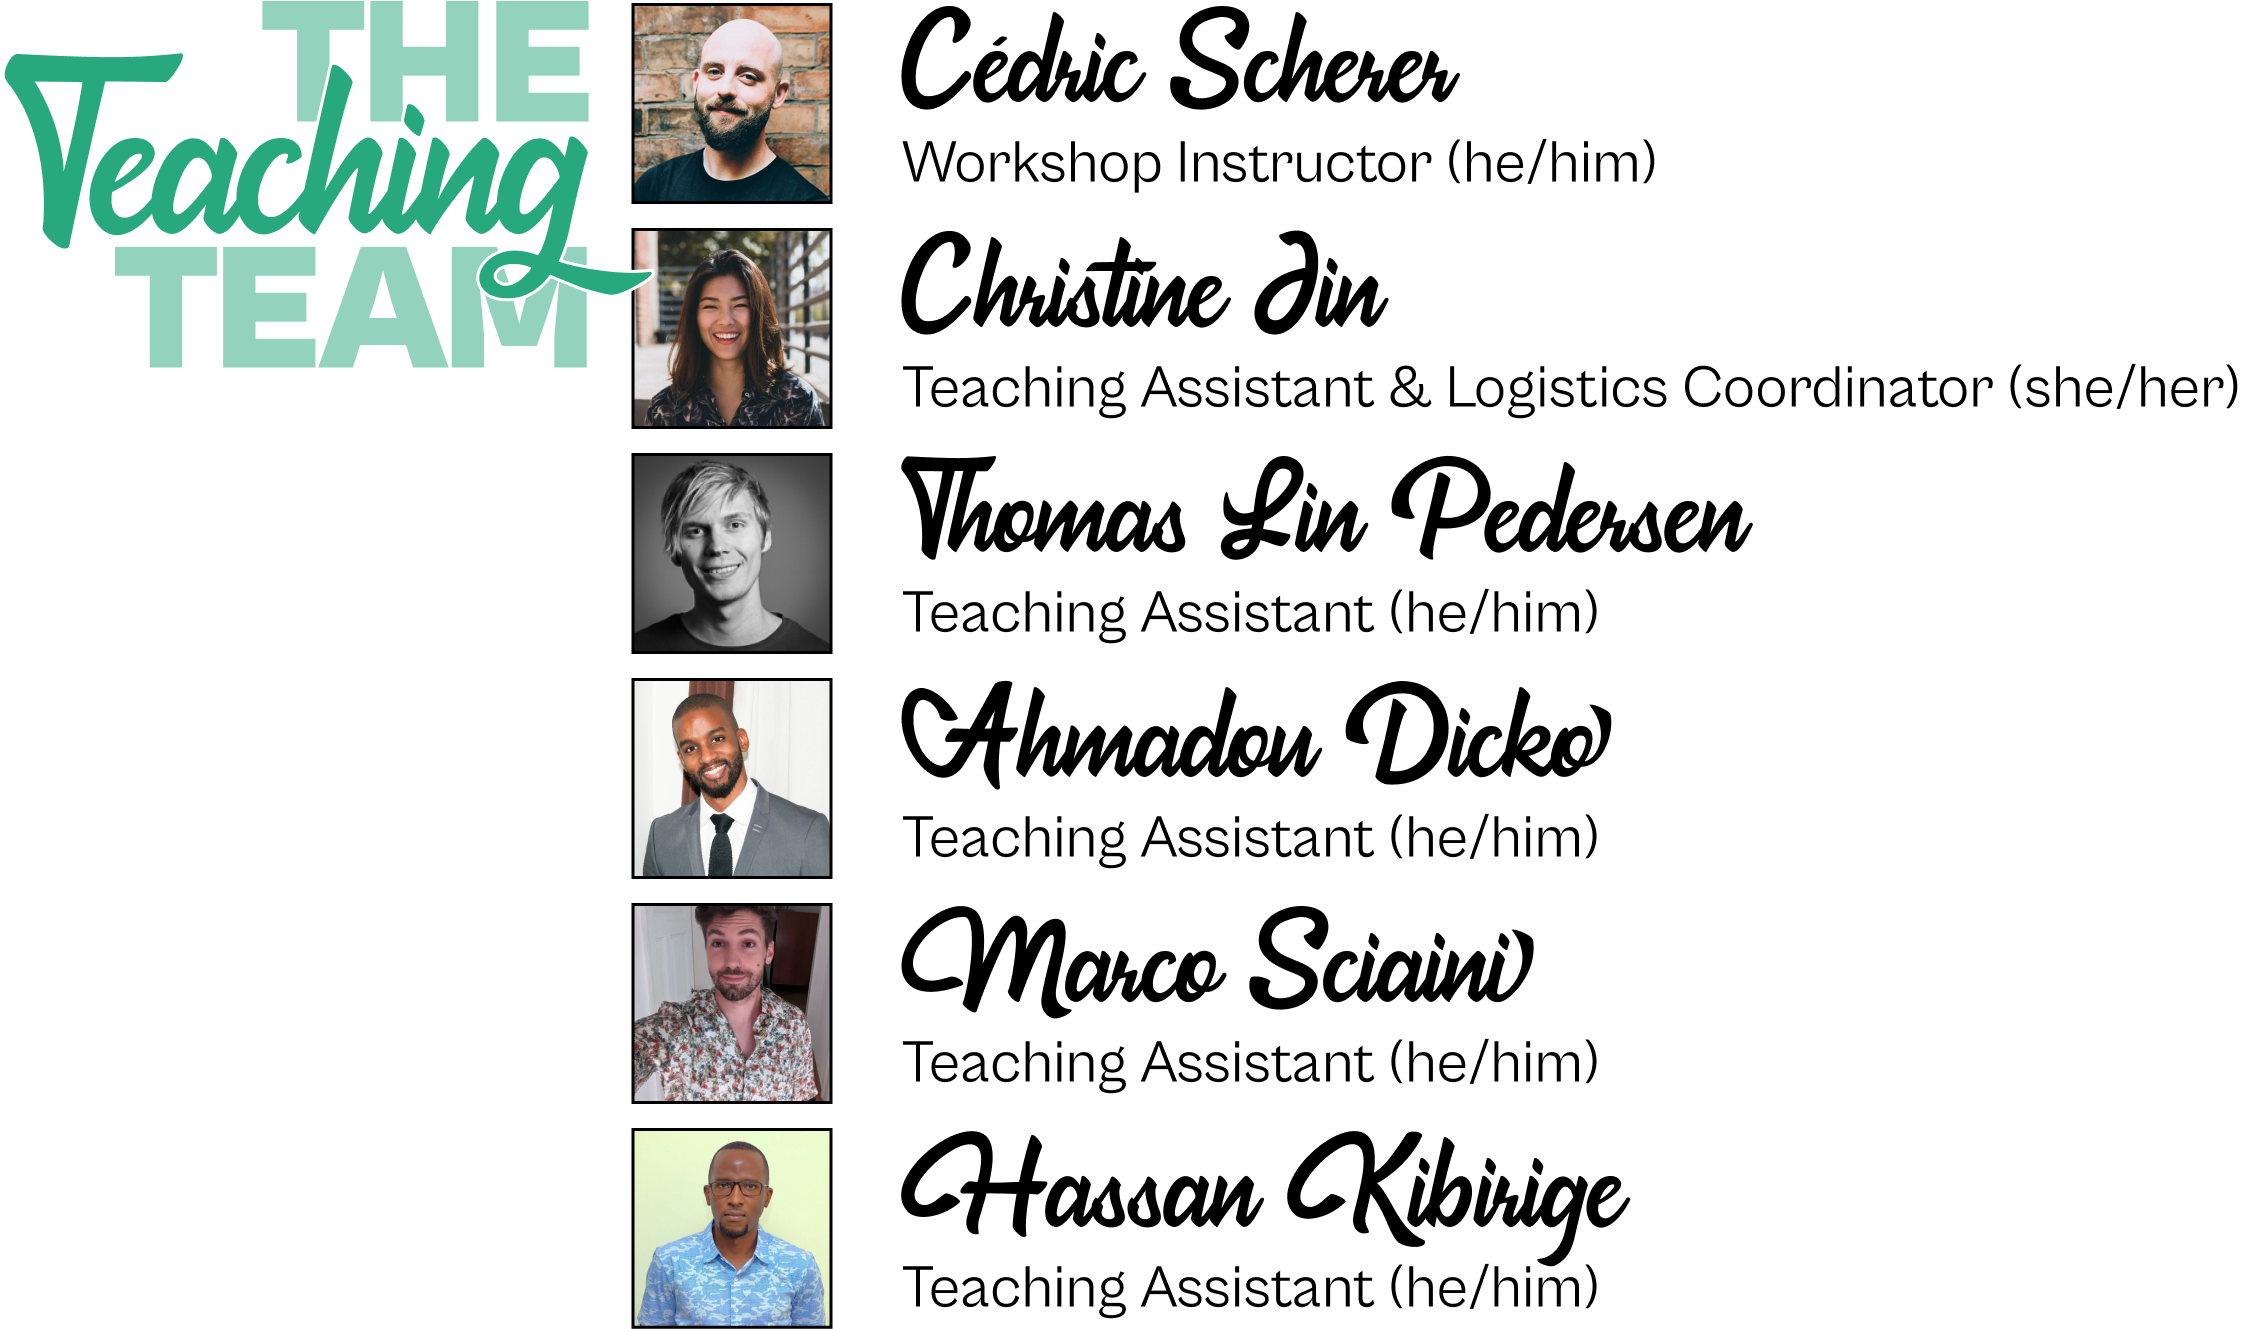 THE
Teaching
TEAM
Cédric Scherer
Workshop Instructor (he/him)
Christine Jin
Teaching Assistant & Logistics Coordinator (she/her)
Thomas Lin Pedersen
Teaching Assistant (he/him)
Ahmadou Dicko
Teaching Assistant (he/him)
Marco Sciaini
Teaching Assistant (he/him)
Hassan Kibirige
Teaching Assistant (he/him)